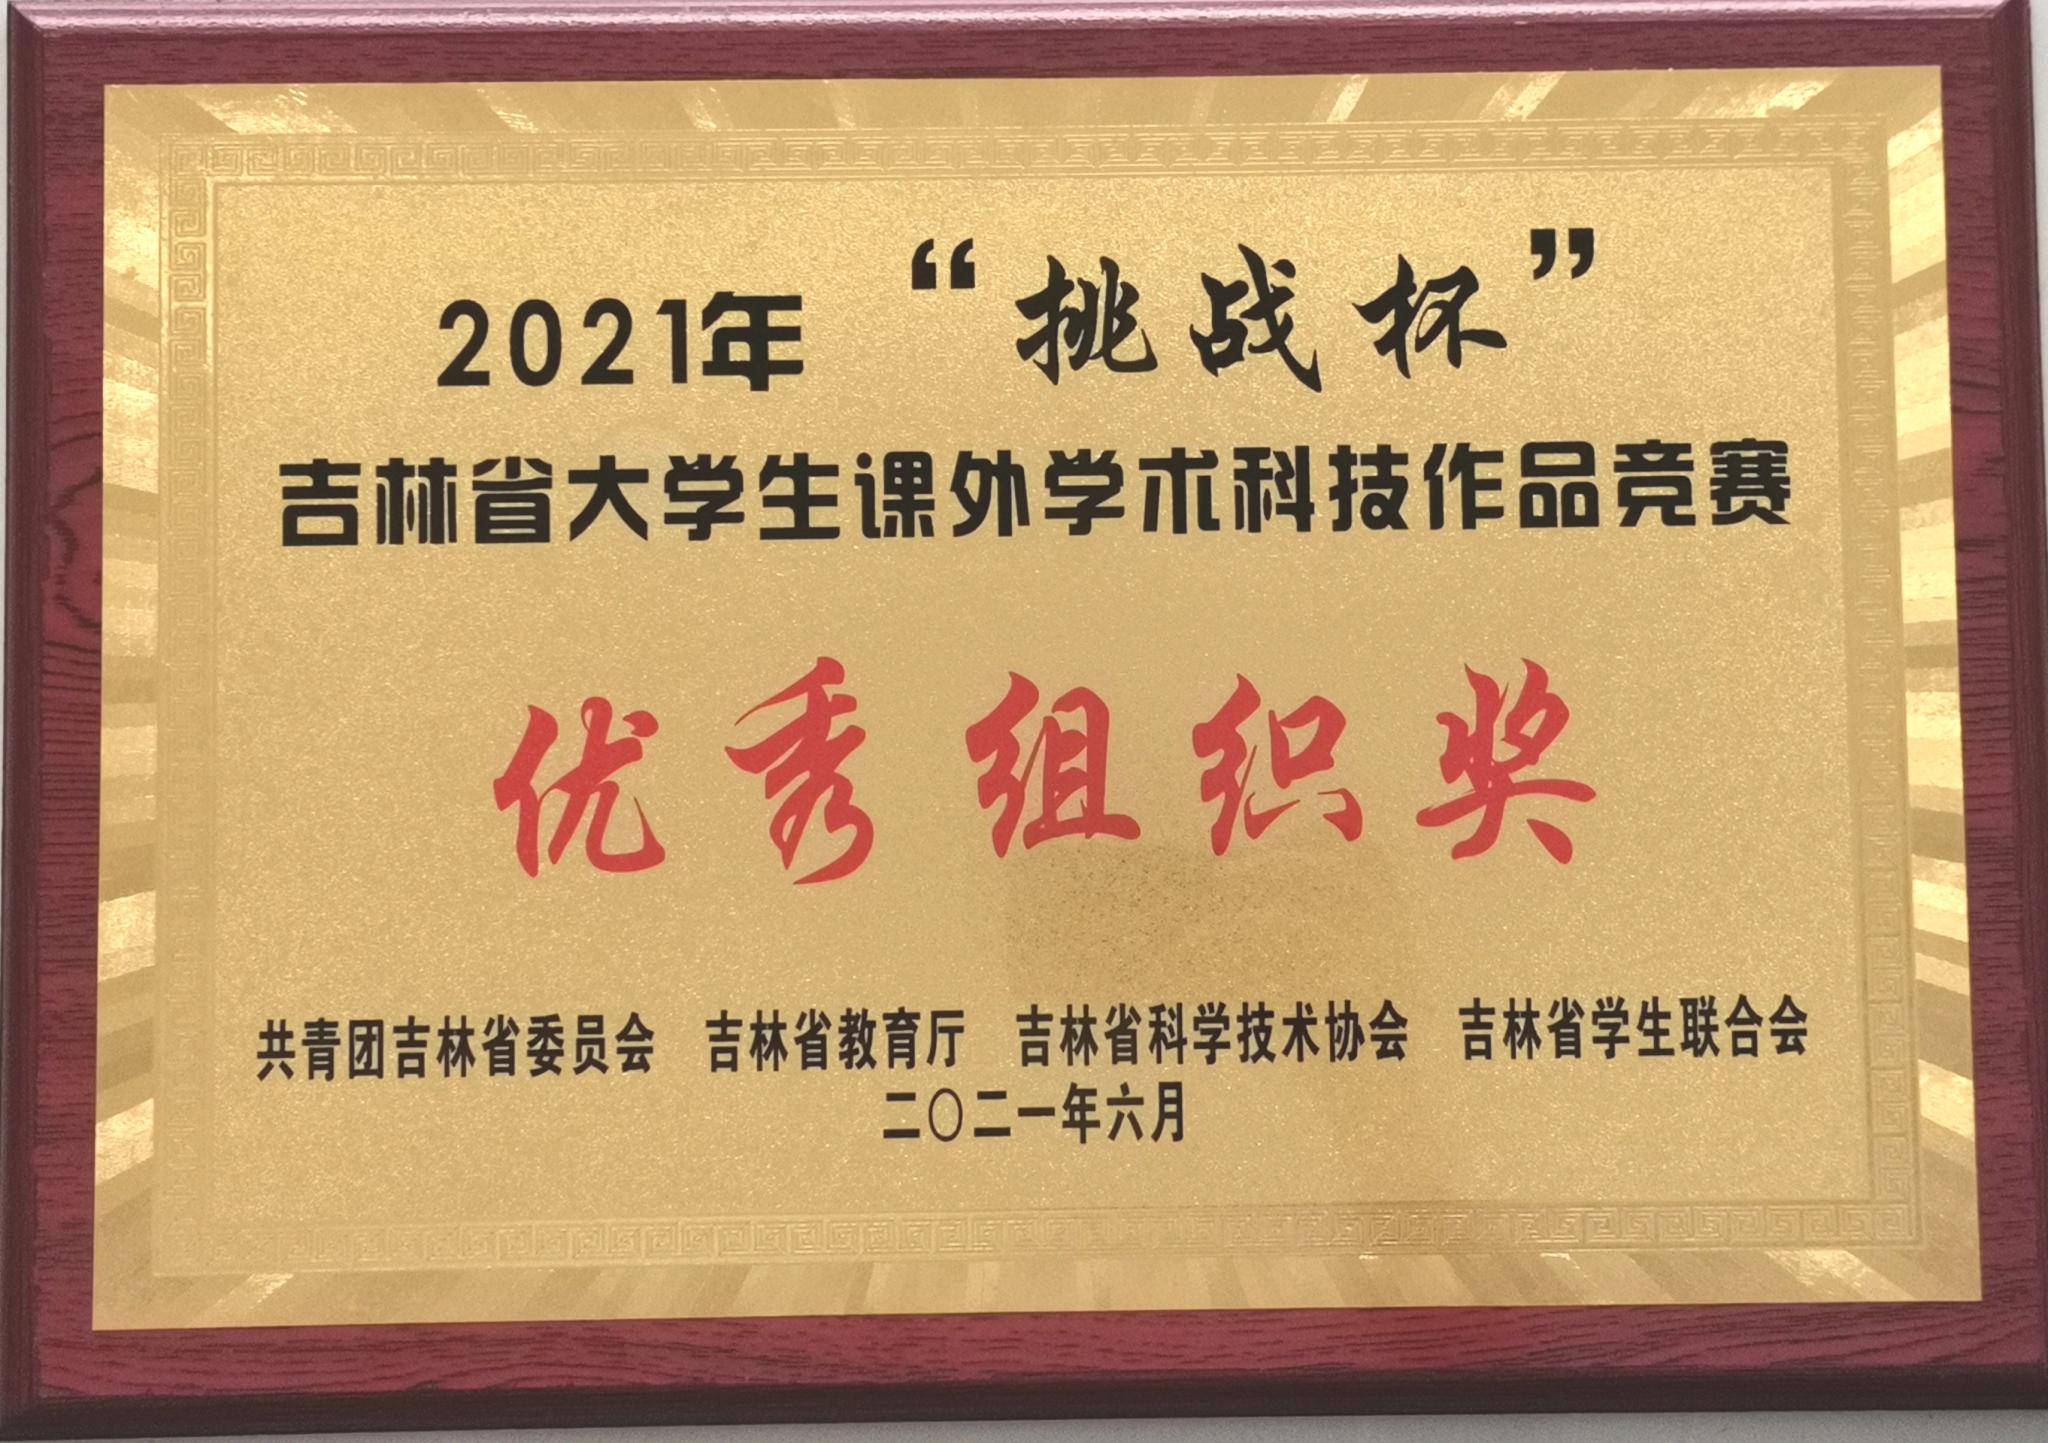 2021年 “挑战杯”
吉林省大学生课外学术科技作品竞赛
优秀组织奖
共青团吉林省委员会 吉林省教育厅 吉林省科学技术协会 吉林省学生联合会
二〇二一年六月